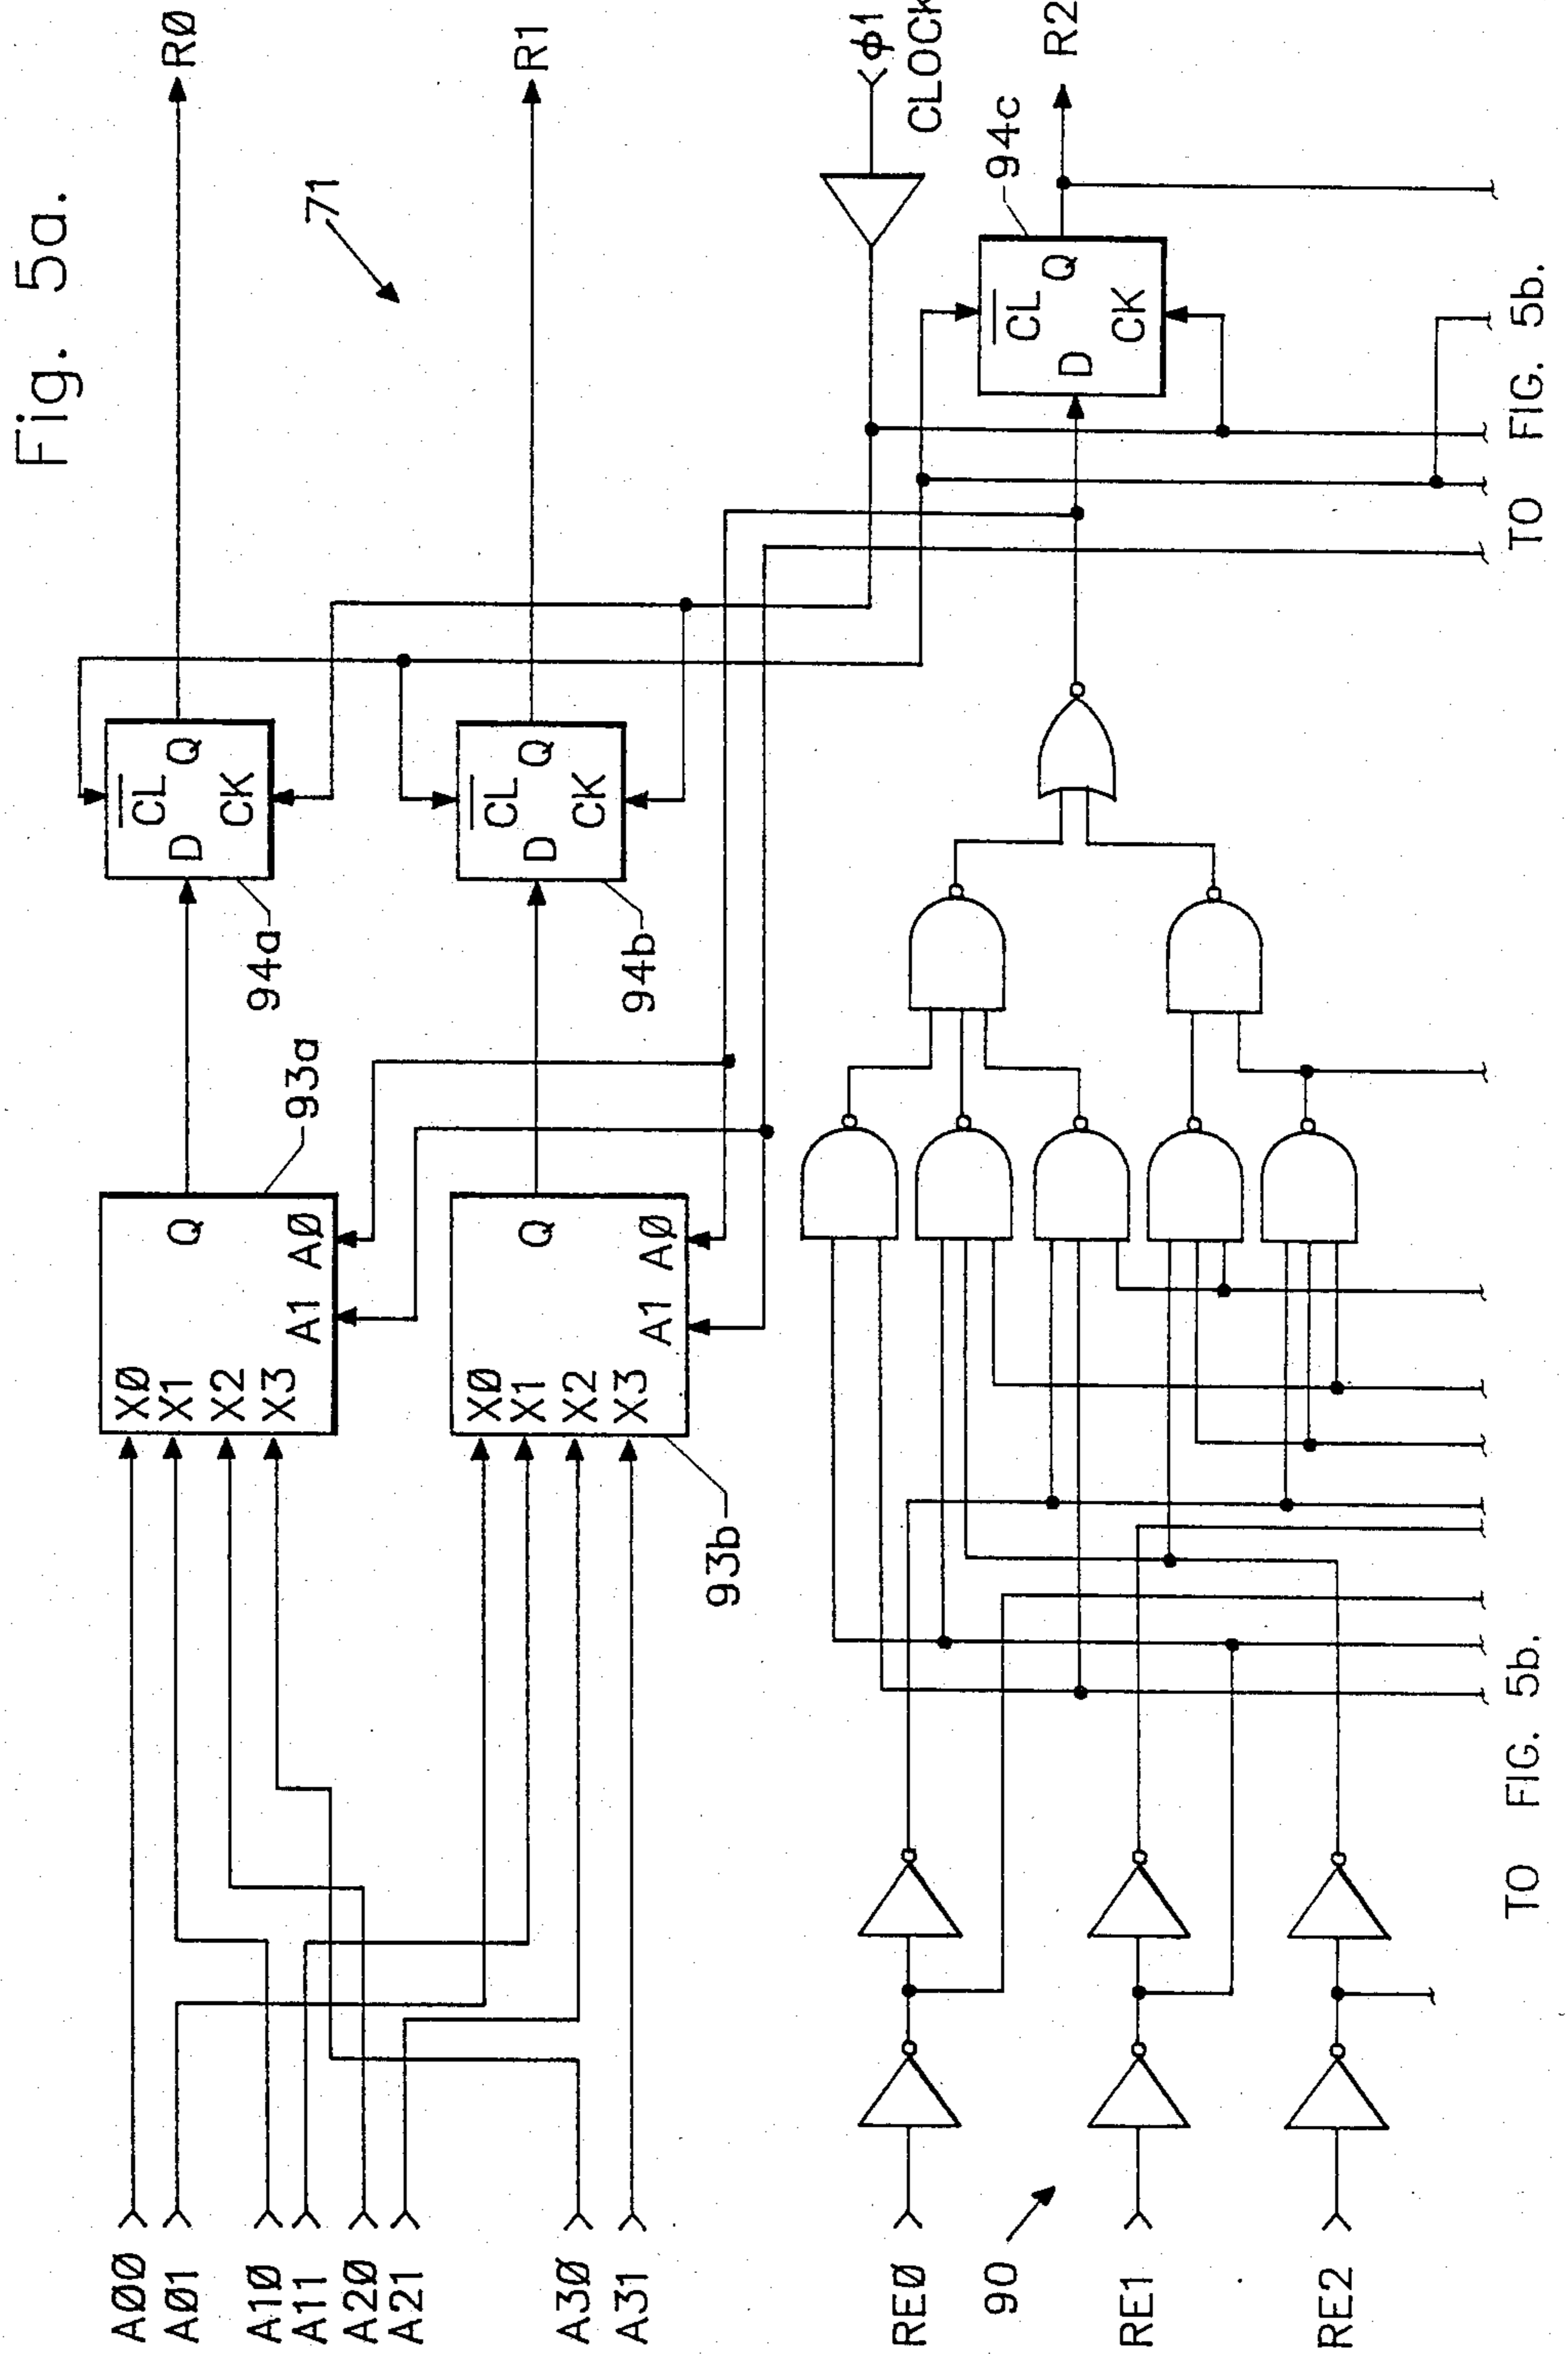 Fig. 5a.
71
AØØ
AØ1
A1Ø
A11
A2Ø
A21
A3Ø
A31
XØ
X1
X2
X3
Q
A1
AØ
93a
D
CL
Q
CK
94a
RØ
XØ
X1
X2
X3
Q
A1
AØ
93b
D
CL
Q
CK
94b
R1
ϕ1
CLOCK
D
CL
Q
CK
94c
R2
REØ
90
RE1
RE2
TO FIG. 5b.
TO FIG. 5b.